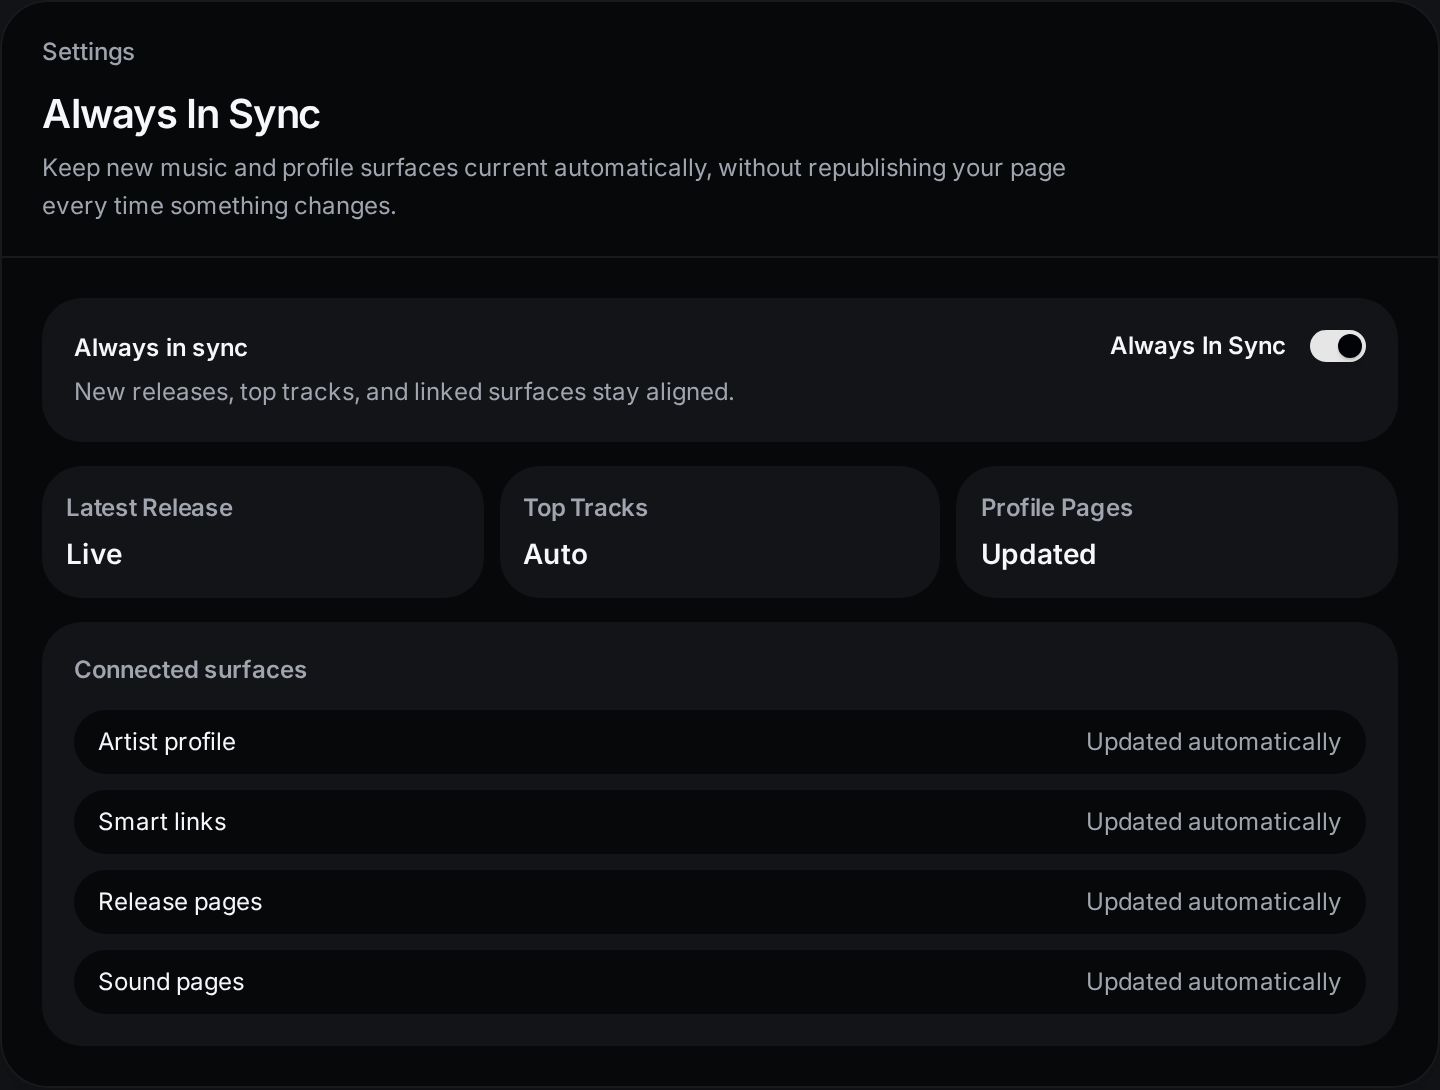 Settings
Always In Sync
Keep new music and profile surfaces current automatically, without republishing your page
every time something changes.
Always in sync
Always In Sync
New releases, top tracks, and linked surfaces stay aligned.
Latest Release
Live
Top Tracks
Auto
Profile Pages
Updated
Connected surfaces
Artist profile
Updated automatically
Smart links
Updated automatically
Release pages
Updated automatically
Sound pages
Updated automatically